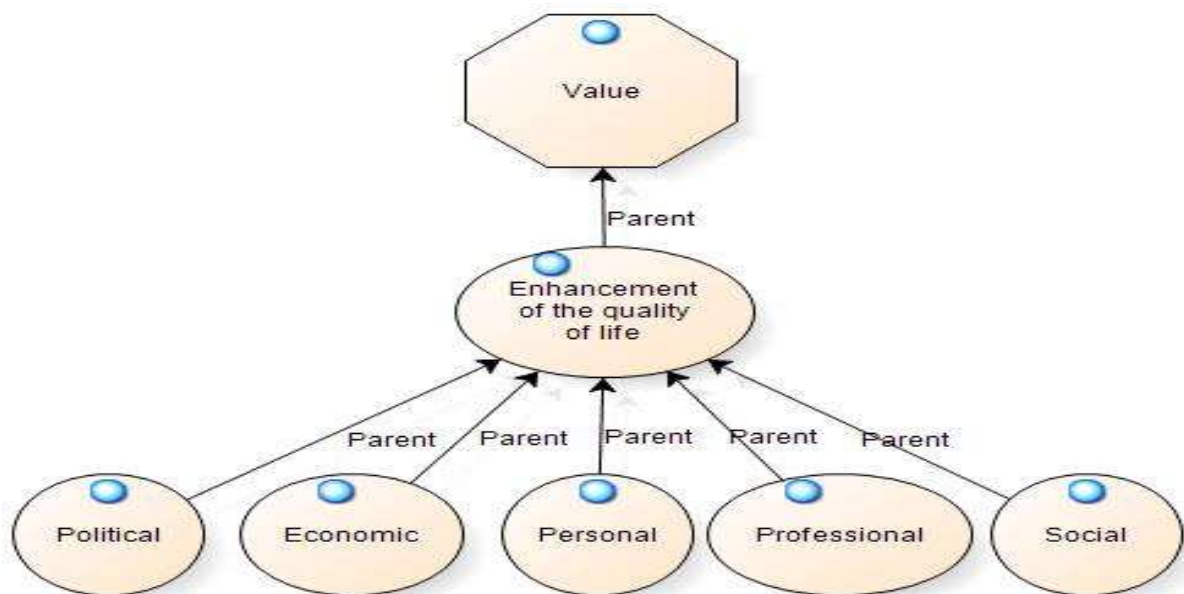 Value
Parent
Enhancement
of the quality
of life
Parent Parent Parent Parent Parent
Political Economic Personal Professional Social